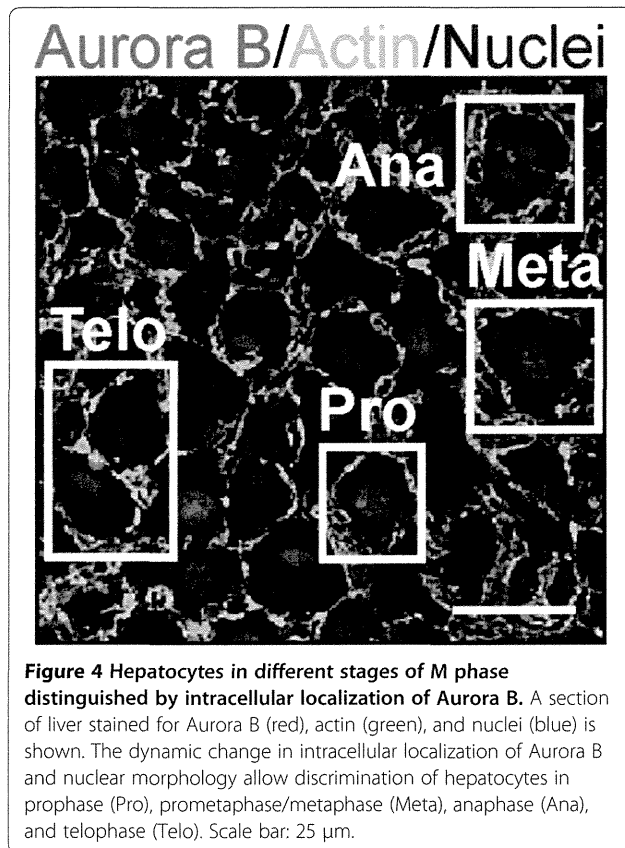 Aurora B/Actin/Nuclei
Ana
Meta
Telo
Pro
Figure 4 Hepatocytes in different stages of M phase
distinguished by intracellular localization of Aurora B. A section
of liver stained for Aurora B (red), actin (green), and nuclei (blue) is
shown. The dynamic change in intracellular localization of Aurora B
and nuclear morphology allow discrimination of hepatocytes in
prophase (Pro), prometaphase/metaphase (Meta), anaphase (Ana),
and telophase (Telo). Scale bar: 25 μm.